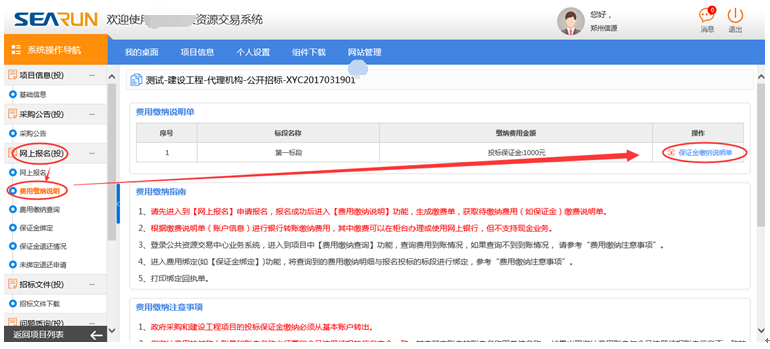 SEARUN 欢迎使用 资源交易系统
您好，
郑州信源
8
消息
退出
系统操作导航
我的桌面 项目信息 个人设置 组件下载 网站管理
项目信息(投)
基础信息
采购公告(投)
采购公告
网上报名(投)
网上报名
费用缴纳说明
费用缴纳查询
保证金绑定
保证金退还情况
未绑定退还申请
招标文件(投)
招标文件下载
问题质询(投)
返回项目列表
测试-建设工程-代理机构-公开招标-XYC2017031901
费用缴纳说明单
序号 标段名称 缴纳费用金额 操作
1 第一标段 投标保证金:1000元 保证金缴纳说明单
费用缴纳指南
1、请先进入到【网上报名】申请报名，报名成功后进入【费用缴纳说明】功能，生成缴费单，获取待缴纳费用（如保证金）缴费说明单。
2、根据缴费说明单（账户信息）进行银行转账缴纳费用，其中缴费可以在柜台办理或使用网上银行，但不支持现金业务。
3、登录公共资源交易中心业务系统，进入到项目中【费用缴纳查询】功能，查询费用到账情况，如果查询不到到账情况，请参考“费用缴纳注意事项”。
4、进入费用绑定(如【保证金绑定】)功能，将查询到的费用缴纳明细与报名投标的标段进行绑定，参考“费用缴纳注意事项”。
5、打印绑定回执单。
费用缴纳注意事项
1、政府采购和建设工程项目的投标保证金缴纳必须从基本账户转出。